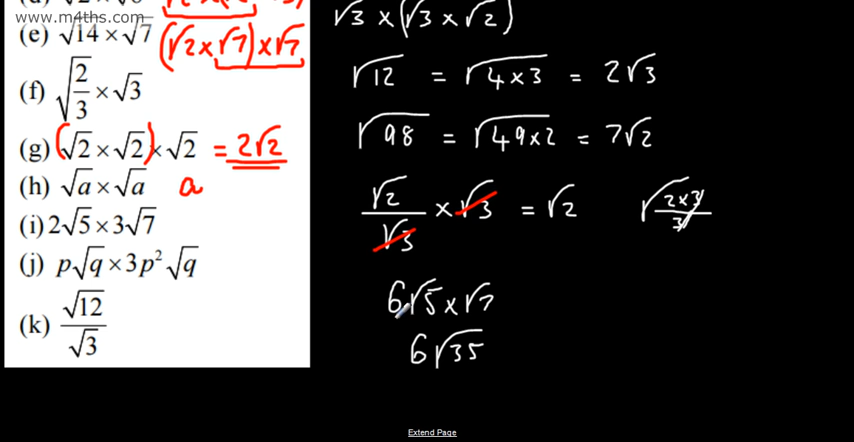 www.m4ths.com
(e) √14 × √7 (√2 × √7) × √7
(f) √(2/3) × √3
(g) (√2 × √2) × √2 = 2√2
(h) √a × √a a
(i) 2√5 × 3√7
(j) p√q × 3p²√q
(k) √12/√3
√3 × (√3 × √2)
√12 = √4×3 = 2√3
√98 = √49×2 = 7√2
√2/√3 × √3 = √2 √(2×3/3)
6√5 × √7
6√35
Extend Page